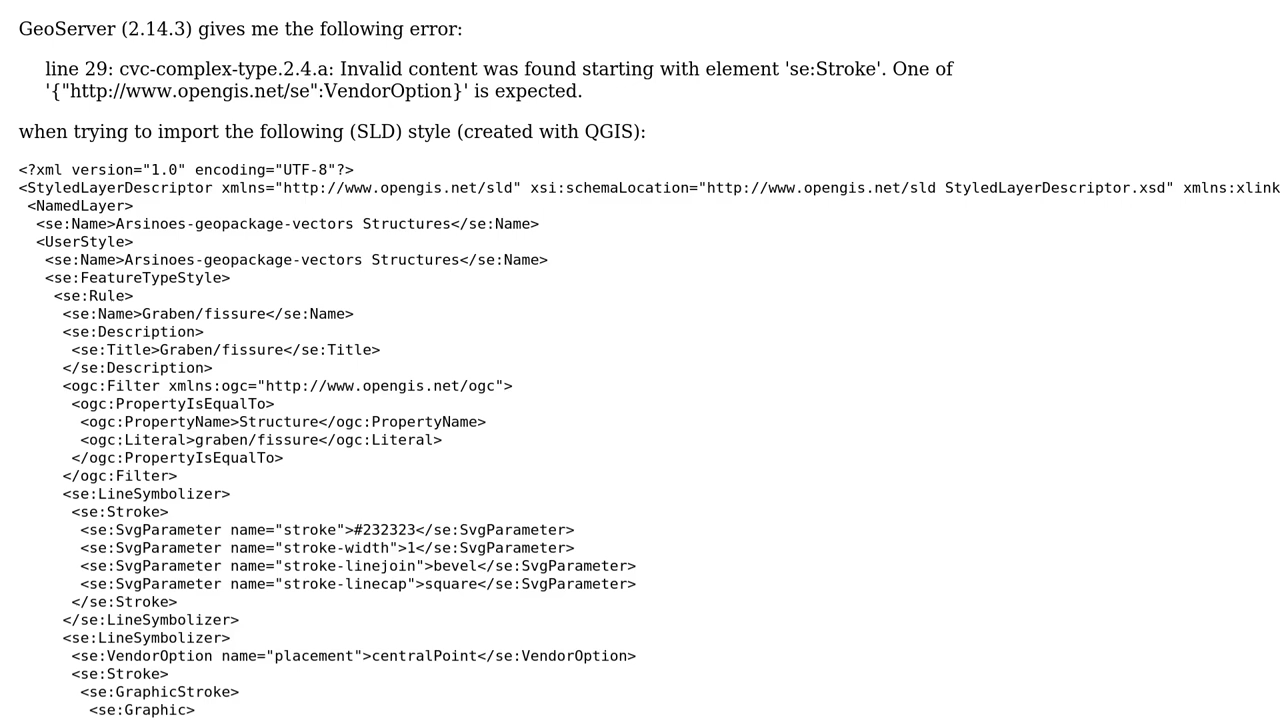 GeoServer (2.14.3) gives me the following error:
line 29: cvc-complex-type.2.4.a: Invalid content was found starting with element 'se:Stroke'. One of
'{"http://www.opengis.net/se":VendorOption}' is expected.
when trying to import the following (SLD) style (created with QGIS):
<?xml version="1.0" encoding="UTF-8"?>
<StyledLayerDescriptor xmlns="http://www.opengis.net/sld" xsi:schemaLocation="http://www.opengis.net/sld StyledLayerDescriptor.xsd" xmlns:xlink
<NamedLayer>
<se:Name>Arsinoes-geopackage-vectors Structures</se:Name>
<UserStyle>
<se:Name>Arsinoes-geopackage-vectors Structures</se:Name>
<se:FeatureTypeStyle>
<se:Rule>
<se:Name>Graben/fissure</se:Name>
<se:Description>
<se:Title>Graben/fissure</se:Title>
</se:Description>
<ogc:Filter xmlns:ogc="http://www.opengis.net/ogc">
<ogc:PropertyIsEqualTo>
<ogc:PropertyName>Structure</ogc:PropertyName>
<ogc:Literal>graben/fissure</ogc:Literal>
</ogc:PropertyIsEqualTo>
</ogc:Filter>
<se:LineSymbolizer>
<se:Stroke>
<se:SvgParameter name="stroke">#232323</se:SvgParameter>
<se:SvgParameter name="stroke-width">1</se:SvgParameter>
<se:SvgParameter name="stroke-linejoin">bevel</se:SvgParameter>
<se:SvgParameter name="stroke-linecap">square</se:SvgParameter>
</se:Stroke>
</se:LineSymbolizer>
<se:LineSymbolizer>
<se:VendorOption name="placement">centralPoint</se:VendorOption>
<se:Stroke>
<se:GraphicStroke>
<se:Graphic>